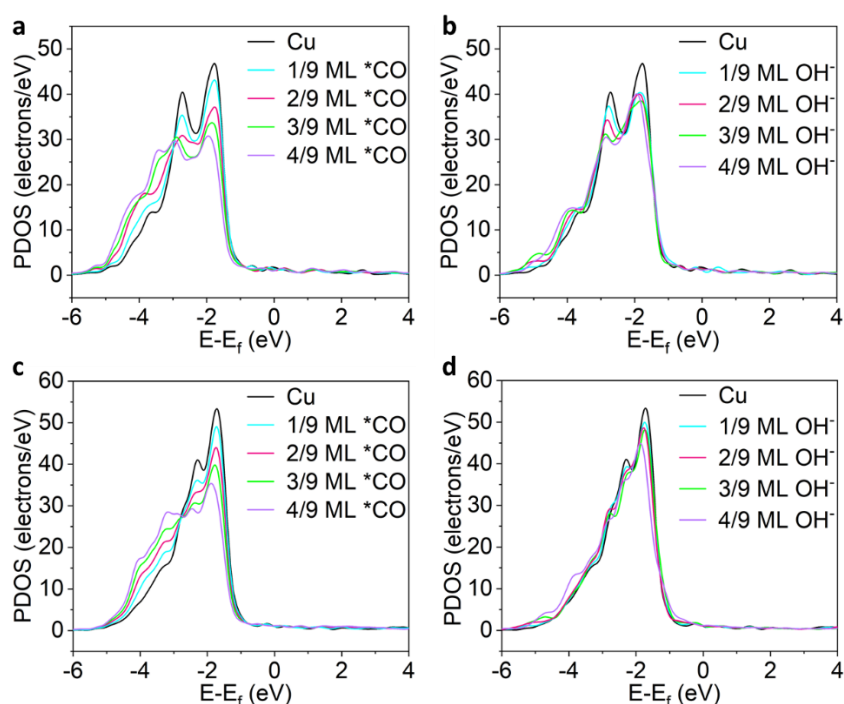 a
PDOS (electrons/eV)
50
40
30
20
10
0
Cu
1/9 ML *CO
2/9 ML *CO
3/9 ML *CO
4/9 ML *CO
-6 -4 -2 0 2 4
E-E_f (eV)
b
PDOS (electrons/eV)
50
40
30
20
10
0
Cu
1/9 ML OH⁻
2/9 ML OH⁻
3/9 ML OH⁻
4/9 ML OH⁻
-6 -4 -2 0 2 4
E-E_f (eV)
c
PDOS (electrons/eV)
60
50
40
30
20
10
0
Cu
1/9 ML *CO
2/9 ML *CO
3/9 ML *CO
4/9 ML *CO
-6 -4 -2 0 2 4
E-E_f (eV)
d
PDOS (electrons/eV)
60
50
40
30
20
10
0
Cu
1/9 ML OH⁻
2/9 ML OH⁻
3/9 ML OH⁻
4/9 ML OH⁻
-6 -4 -2 0 2 4
E-E_f (eV)